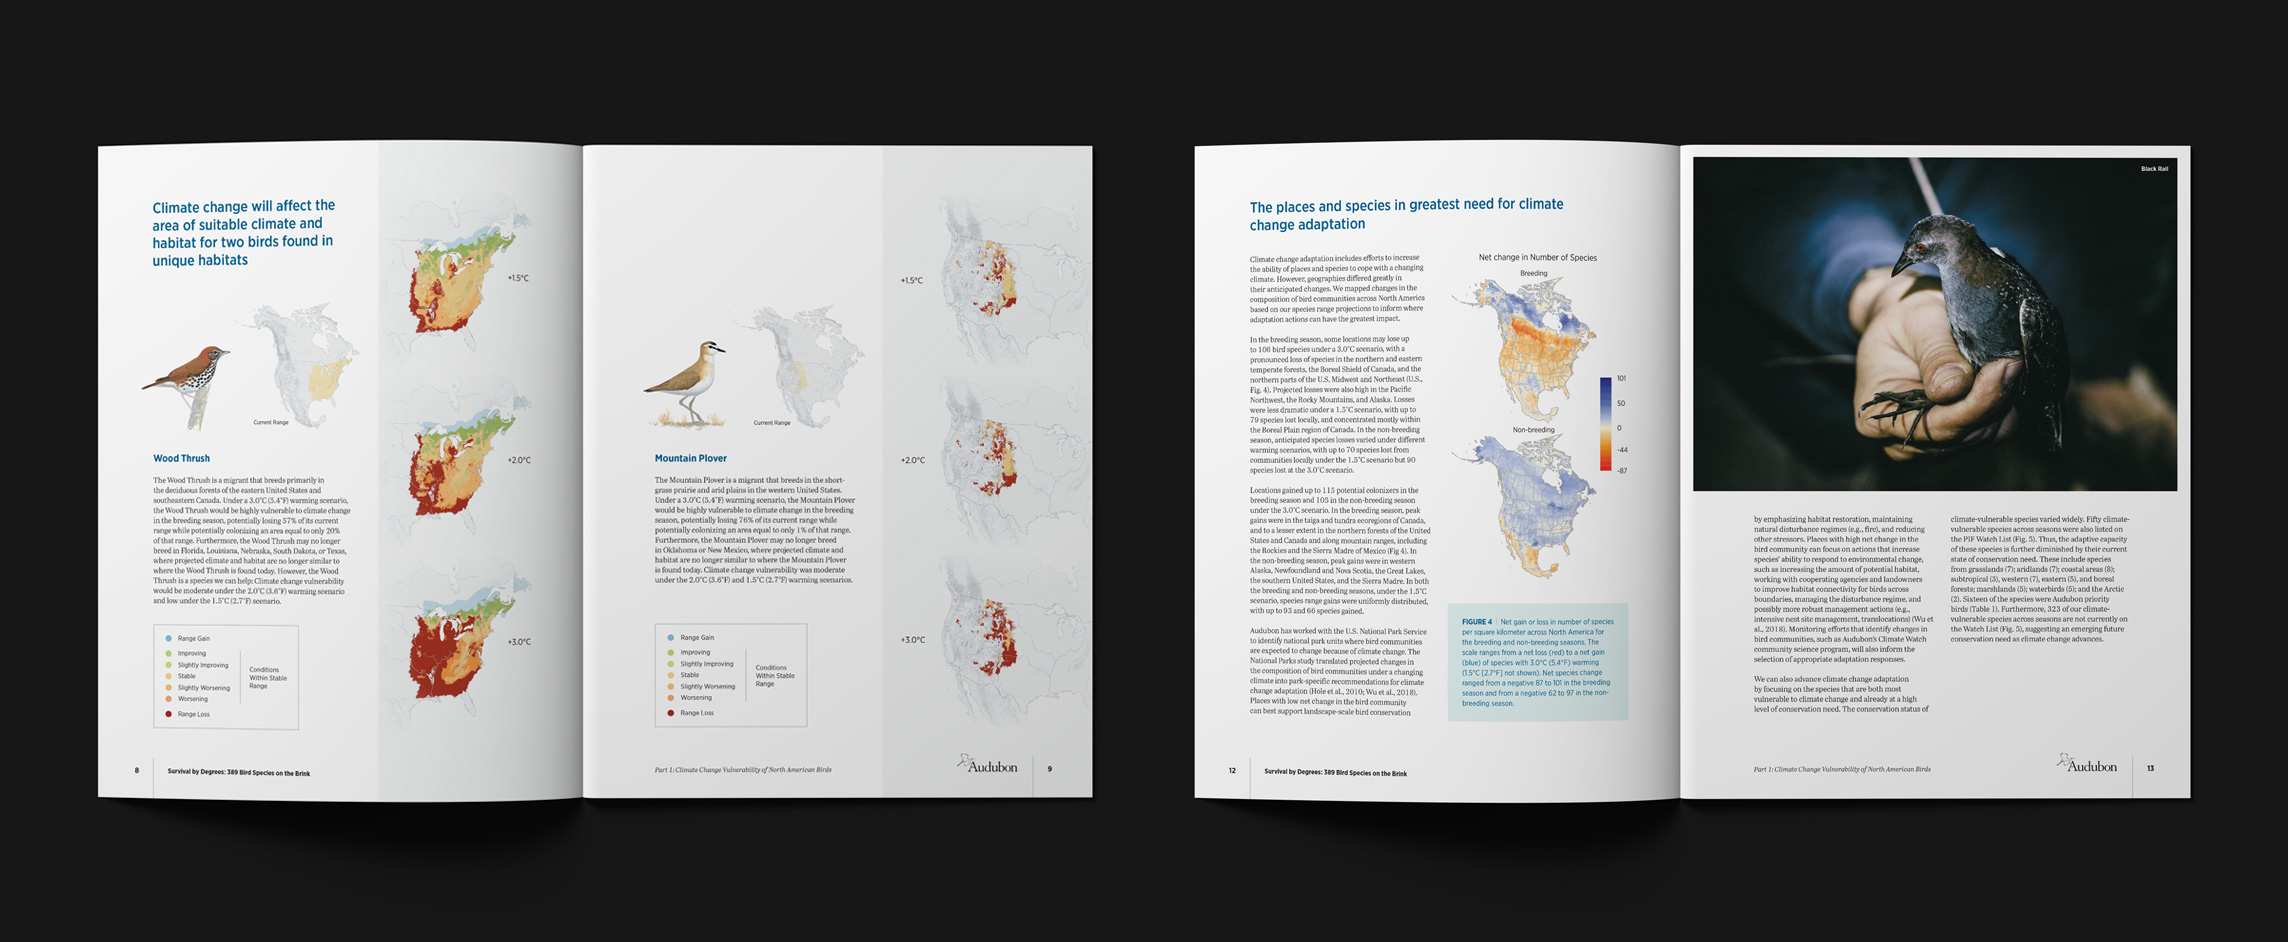 Climate change will affect the
area of suitable climate and
habitat for two birds found in
unique habitats
Current Range
Wood Thrush
The Wood Thrush is a migrant that breeds primarily in
the deciduous forests of the eastern United States and
southeastern Canada. Under a 3.0°C (5.4°F) warming scenario,
the Wood Thrush would be highly vulnerable to climate change
in the breeding season, potentially losing 57% of its current
range while potentially colonizing an area equal to only 20%
of that range. Furthermore, the Wood Thrush may no longer
breed in Florida, Louisiana, Nebraska, South Dakota, or Texas,
where projected climate and habitat are no longer similar to
where the Wood Thrush is found today. However, the Wood
Thrush is a species we can help: Climate change vulnerability
would be moderate under the 2.0°C (3.6°F) warming scenario
and low under the 1.5°C (2.7°F) scenario.
Range Gain
Improving
Slightly Improving
Stable
Slightly Worsening
Worsening
Range Loss
Conditions
Within Stable
Range
+1.5°C
+2.0°C
+3.0°C
8
Survival by Degrees: 389 Bird Species on the Brink
Current Range
Mountain Plover
The Mountain Plover is a migrant that breeds in the short-
grass prairie and arid plains in the western United States.
Under a 3.0°C (5.4°F) warming scenario, the Mountain Plover
would be highly vulnerable to climate change in the breeding
season, potentially losing 76% of its current range while
potentially colonizing an area equal to only 1% of that range.
Furthermore, the Mountain Plover may no longer breed
in Oklahoma or New Mexico, where projected climate and
habitat are no longer similar to where the Mountain Plover
is found today. Climate change vulnerability was moderate
under the 2.0°C (3.6°F) and 1.5°C (2.7°F) warming scenarios.
Range Gain
Improving
Slightly Improving
Stable
Slightly Worsening
Worsening
Range Loss
Conditions
Within Stable
Range
+1.5°C
+2.0°C
+3.0°C
Part 1: Climate Change Vulnerability of North American Birds
Audubon
9
The places and species in greatest need for climate
change adaptation
Climate change adaptation includes efforts to increase
the ability of places and species to cope with a changing
climate. However, geographies differed greatly in
their anticipated changes. We mapped changes in the
composition of bird communities across North America
based on our species range projections to inform where
adaptation actions can have the greatest impact.
In the breeding season, some locations may lose up
to 106 bird species under a 3.0°C scenario, with a
pronounced loss of species in the northern and eastern
temperate forests, the Boreal Shield of Canada, and the
northern parts of the U.S. Midwest and Northeast (U.S.,
Fig. 4). Projected losses were also high in the Pacific
Northwest, the Rocky Mountains, and Alaska. Losses
were less dramatic under a 1.5°C scenario, with up to
79 species lost locally, and concentrated mostly within
the Boreal Plain region of Canada. In the non-breeding
season, anticipated species losses varied under different
warming scenarios, with up to 70 species lost from
communities locally under the 1.5°C scenario but 90
species lost at the 3.0°C scenario.
Locations gained up to 115 potential colonizers in the
breeding season and 105 in the non-breeding season
under the 3.0°C scenario. In the breeding season, peak
gains were in the taiga and tundra ecoregions of Canada,
and to a lesser extent in the northern forests of the United
States and Canada and along mountain ranges, including
the Rockies and the Sierra Madre of Mexico (Fig 4). In
the non-breeding season, peak gains were in western
Alaska, Newfoundland and Nova Scotia, the Great Lakes,
the southern United States, and the Sierra Madre. In both
the breeding and non-breeding seasons, under the 1.5°C
scenario, species range gains were uniformly distributed,
with up to 93 and 66 species gained.
Audubon has worked with the U.S. National Park Service
to identify national park units where bird communities
are expected to change because of climate change. The
National Parks study translated projected changes in
the composition of bird communities under a changing
climate into park-specific recommendations for climate
change adaptation (Hole et al., 2010; Wu et al., 2018).
Places with low net change in the bird community
can best support landscape-scale bird conservation
Net change in Number of Species
Breeding
Non-breeding
101
50
0
-44
-87
FIGURE 4 | Net gain or loss in number of species
per square kilometer across North America for
the breeding and non-breeding seasons. The
scale ranges from a net loss (red) to a net gain
(blue) of species with 3.0°C (5.4°F) warming
(1.5°C [2.7°F] not shown). Net species change
ranged from a negative 87 to 101 in the breeding
season and from a negative 62 to 97 in the non-
breeding season.
12
Survival by Degrees: 389 Bird Species on the Brink
Black Rail
by emphasizing habitat restoration, maintaining
natural disturbance regimes (e.g., fire), and reducing
other stressors. Places with high net change in the
bird community can focus on actions that increase
species' ability to respond to environmental change,
such as increasing the amount of potential habitat,
working with cooperating agencies and landowners
to improve habitat connectivity for birds across
boundaries, managing the disturbance regime, and
possibly more robust management actions (e.g.,
intensive nest site management, translocations) (Wu et
al., 2018). Monitoring efforts that identify changes in
bird communities, such as Audubon's Climate Watch
community science program, will also inform the
selection of appropriate adaptation responses.
We can also advance climate change adaptation
by focusing on the species that are both most
vulnerable to climate change and already at a high
level of conservation need. The conservation status of
climate-vulnerable species varied widely. Fifty climate-
vulnerable species across seasons were also listed on
the PIF Watch List (Fig. 5). Thus, the adaptive capacity
of these species is further diminished by their current
state of conservation need. These include species
from grasslands (7); aridlands (7); coastal areas (8);
subtropical (3), western (7), eastern (5), and boreal
forests; marshlands (5); waterbirds (5); and the Arctic
(2). Sixteen of the species were Audubon priority
birds (Table 1). Furthermore, 323 of our climate-
vulnerable species across seasons are not currently on
the Watch List (Fig. 5), suggesting an emerging future
conservation need as climate change advances.
Part 1: Climate Change Vulnerability of North American Birds
Audubon
13